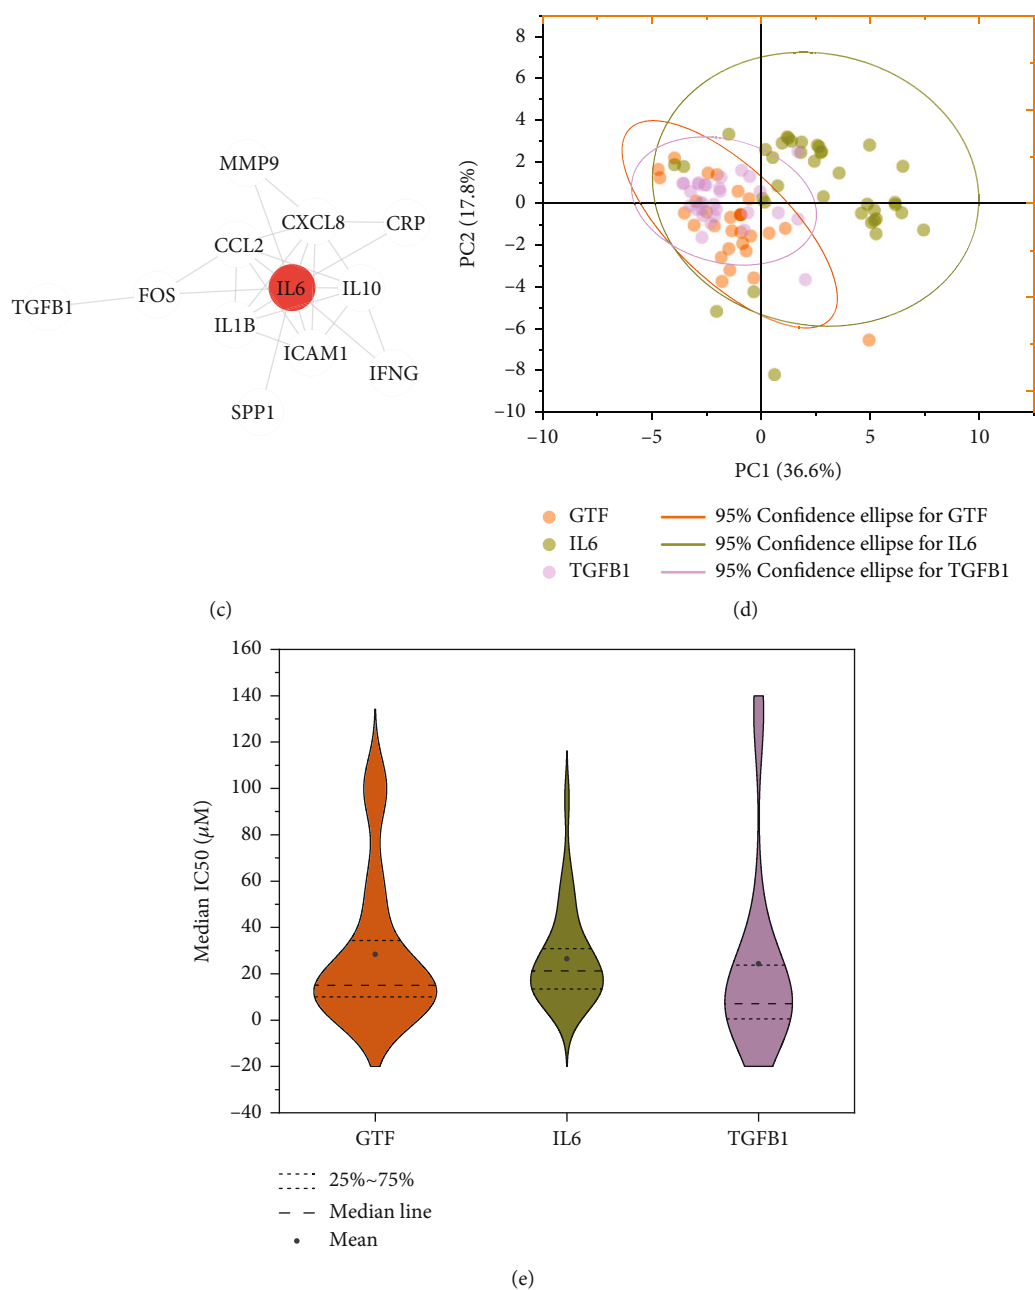 MMP9
CXCL8
CRP
CCL2
IL6
IL10
FOS
TGFB1
IL1B
ICAM1
IFNG
SPP1
(c)
8
6
4
2
0
−2
−4
−6
−8
−10
PC2 (17.8%)
−10
−5
0
5
10
PC1 (36.6%)
GTF
95% Confidence ellipse for GTF
IL6
95% Confidence ellipse for IL6
TGFB1
95% Confidence ellipse for TGFB1
(d)
160
140
120
100
80
60
40
20
0
−20
−40
Median IC50 (μM)
GTF
IL6
TGFB1
25%~75%
Median line
Mean
(e)